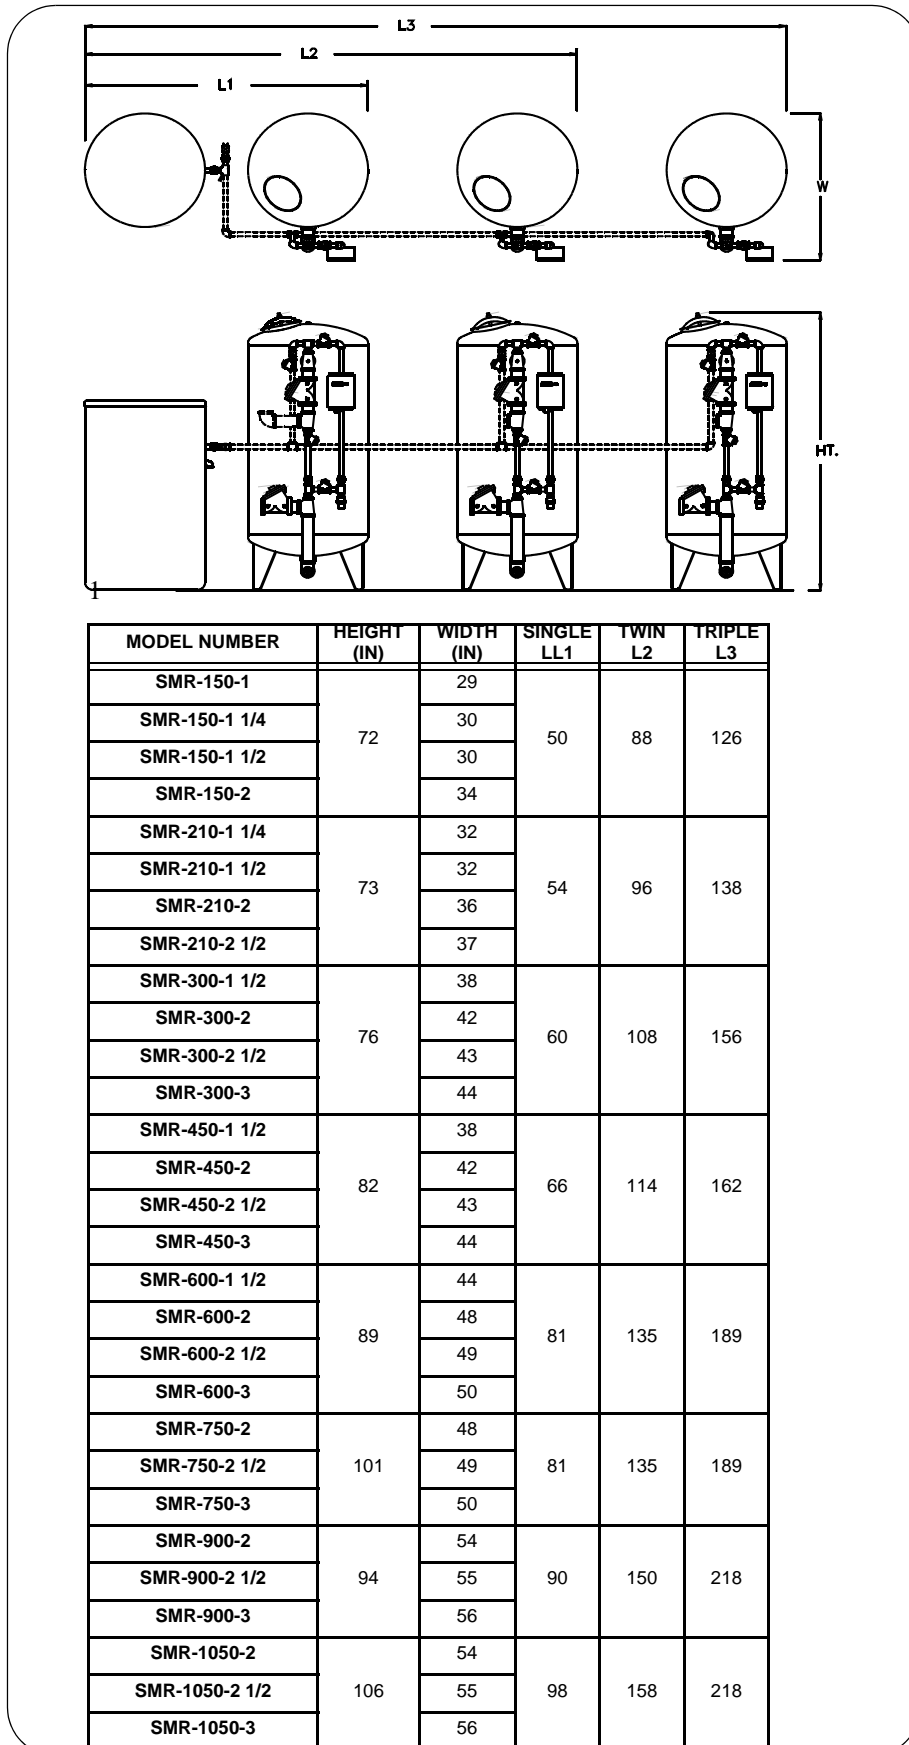 L3
L2
L1
W
HT.
1
MODEL NUMBER HEIGHT (IN) WIDTH (IN) SINGLE LL1 TWIN L2 TRIPLE L3
SMR-150-1 72 29 50 88 126
SMR-150-1 1/4 30
SMR-150-1 1/2 30
SMR-150-2 34
SMR-210-1 1/4 73 32 54 96 138
SMR-210-1 1/2 32
SMR-210-2 36
SMR-210-2 1/2 37
SMR-300-1 1/2 76 38 60 108 156
SMR-300-2 42
SMR-300-2 1/2 43
SMR-300-3 44
SMR-450-1 1/2 82 38 66 114 162
SMR-450-2 42
SMR-450-2 1/2 43
SMR-450-3 44
SMR-600-1 1/2 89 44 81 135 189
SMR-600-2 48
SMR-600-2 1/2 49
SMR-600-3 50
SMR-750-2 101 48 81 135 189
SMR-750-2 1/2 49
SMR-750-3 50
SMR-900-2 94 54 90 150 218
SMR-900-2 1/2 55
SMR-900-3 56
SMR-1050-2 106 54 98 158 218
SMR-1050-2 1/2 55
SMR-1050-3 56